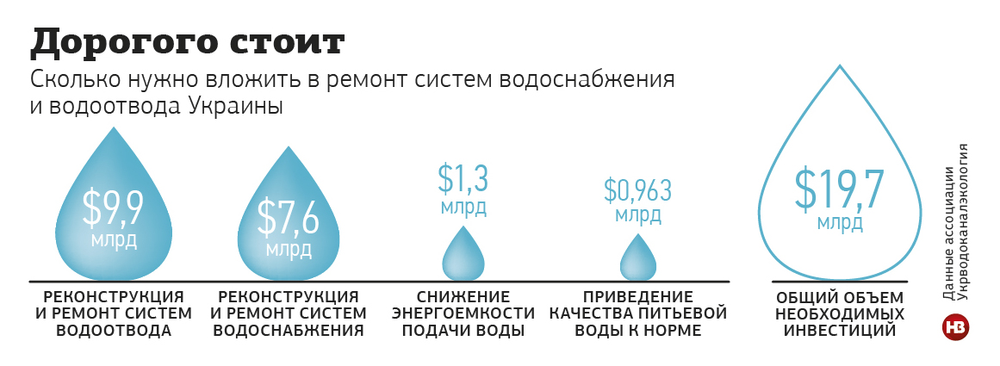 Дорогого стоит
Сколько нужно вложить в ремонт систем водоснабжения
и водоотвода Украины
$9,9
млрд
РЕКОНСТРУКЦИЯ
И РЕМОНТ СИСТЕМ
ВОДООТВОДА
$7,6
млрд
РЕКОНСТРУКЦИЯ
И РЕМОНТ СИСТЕМ
ВОДОСНАБЖЕНИЯ
$1,3
млрд
СНИЖЕНИЕ
ЭНЕРГОЕМКОСТИ
ПОДАЧИ ВОДЫ
$0,963
млрд
ПРИВЕДЕНИЕ
КАЧЕСТВА ПИТЬЕВОЙ
ВОДЫ К НОРМЕ
$19,7
млрд
ОБЩИЙ ОБЪЕМ
НЕОБХОДИМЫХ
ИНВЕСТИЦИЙ
Данные ассоциации
Укрводоканалэкология
НВ